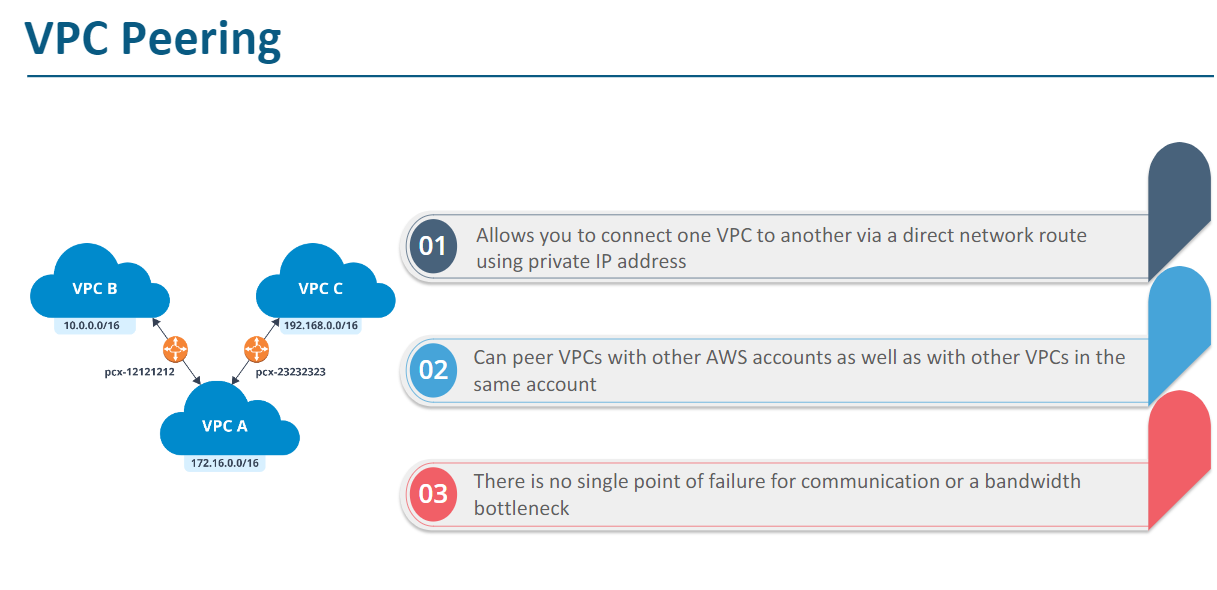 VPC Peering
VPC B
10.0.0.0/16
VPC C
192.168.0.0/16
pcx-12121212
pcx-23232323
VPC A
172.16.0.0/16
01
Allows you to connect one VPC to another via a direct network route
using private IP address
02
Can peer VPCs with other AWS accounts as well as with other VPCs in the
same account
03
There is no single point of failure for communication or a bandwidth
bottleneck